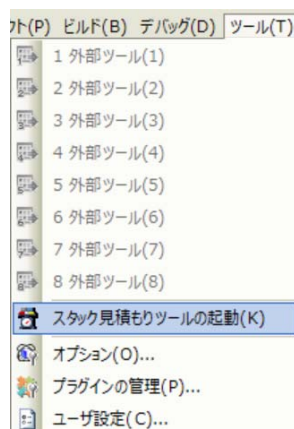 ビルド(B) デバッグ(D) ツール(T)
1 外部ツール(1)
2 外部ツール(2)
3 外部ツール(3)
4 外部ツール(4)
5 外部ツール(5)
6 外部ツール(6)
7 外部ツール(7)
8 外部ツール(8)
スタック見積もりツールの起動(K)
オプション(O)...
プラグインの管理(P)...
ユーザ設定(C)...